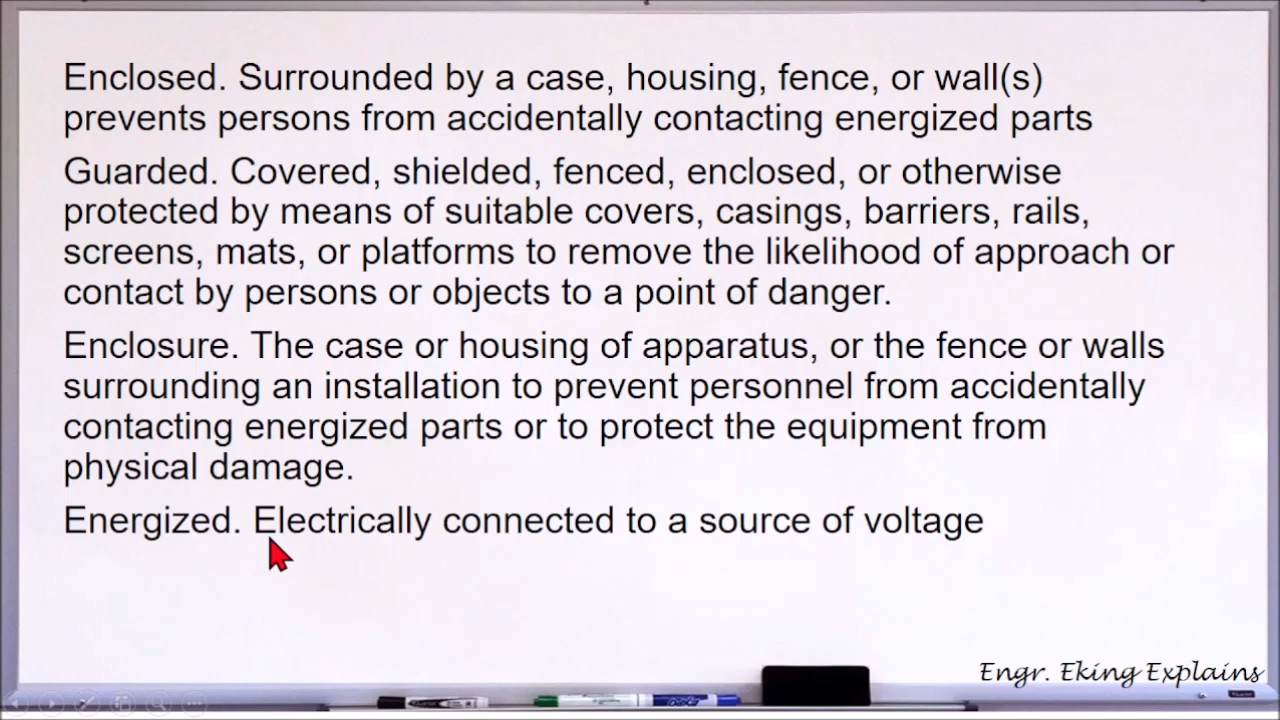 Enclosed. Surrounded by a case, housing, fence, or wall(s)
prevents persons from accidentally contacting energized parts
Guarded. Covered, shielded, fenced, enclosed, or otherwise
protected by means of suitable covers, casings, barriers, rails,
screens, mats, or platforms to remove the likelihood of approach or
contact by persons or objects to a point of danger.
Enclosure. The case or housing of apparatus, or the fence or walls
surrounding an installation to prevent personnel from accidentally
contacting energized parts or to protect the equipment from
physical damage.
Energized. Electrically connected to a source of voltage
Engr. Eking Explains